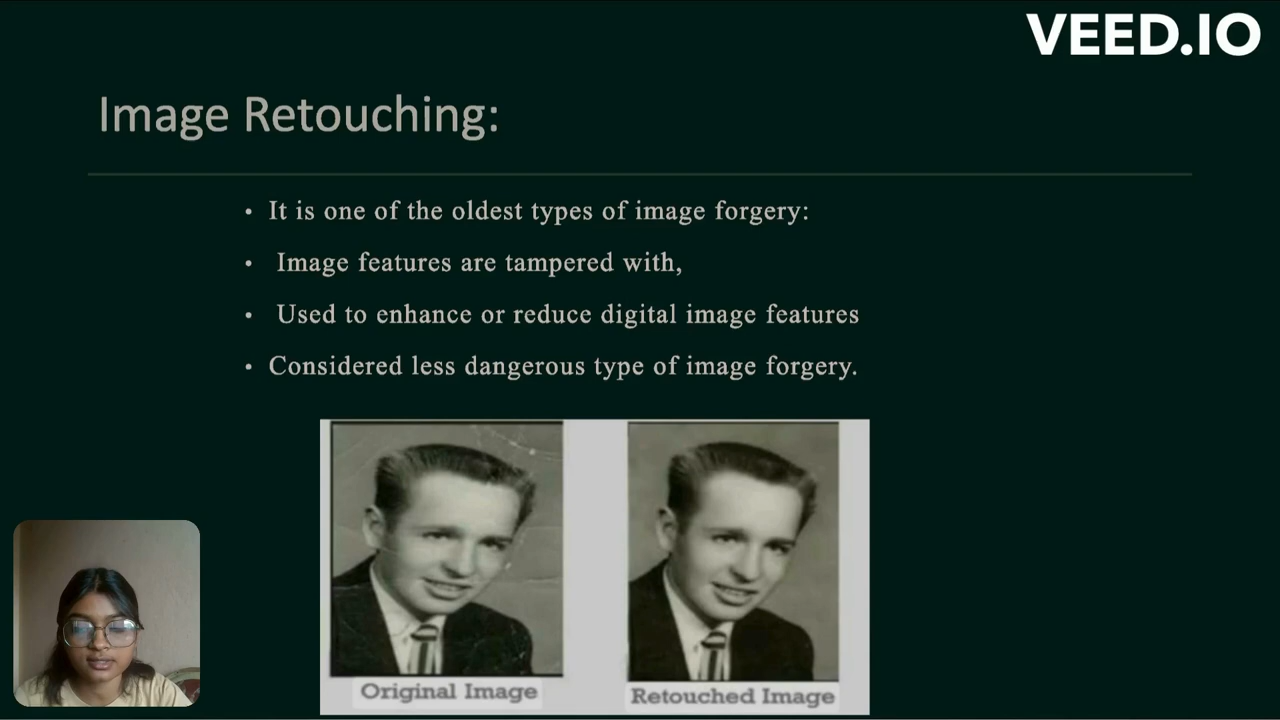 VEED.IO
Image Retouching:
• It is one of the oldest types of image forgery:
• Image features are tampered with,
• Used to enhance or reduce digital image features
• Considered less dangerous type of image forgery.
Original Image
Retouched Image